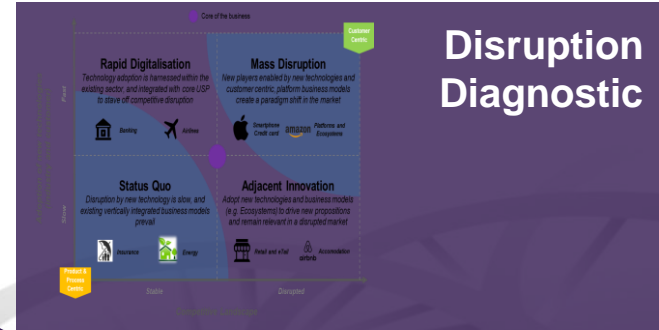 Core of the business
Customer
Centric
Disruption
Diagnostic
Rapid Digitalisation
Technology adoption is harnessed within the
existing sector, and integrated with core USP
to stave off competitive disruption
Banking
Airlines
Mass Disruption
New players enabled by new technologies and
customer centric, platform business models
create a paradigm shift in the market
Smartphone
Credit card
amazon
Platforms and
Ecosystems
Fast
Status Quo
Disruption by new technology is slow, and
existing vertically integrated business models
prevail
Insurance
Energy
Adjacent Innovation
Adopt new technologies and business models
(e.g. Ecosystems) to drive new propositions
and remain relevant in a disrupted market
Retail and eTail
airbnb
Accomodation
Slow
Product &
Process
Centric
Stable
Disrupted